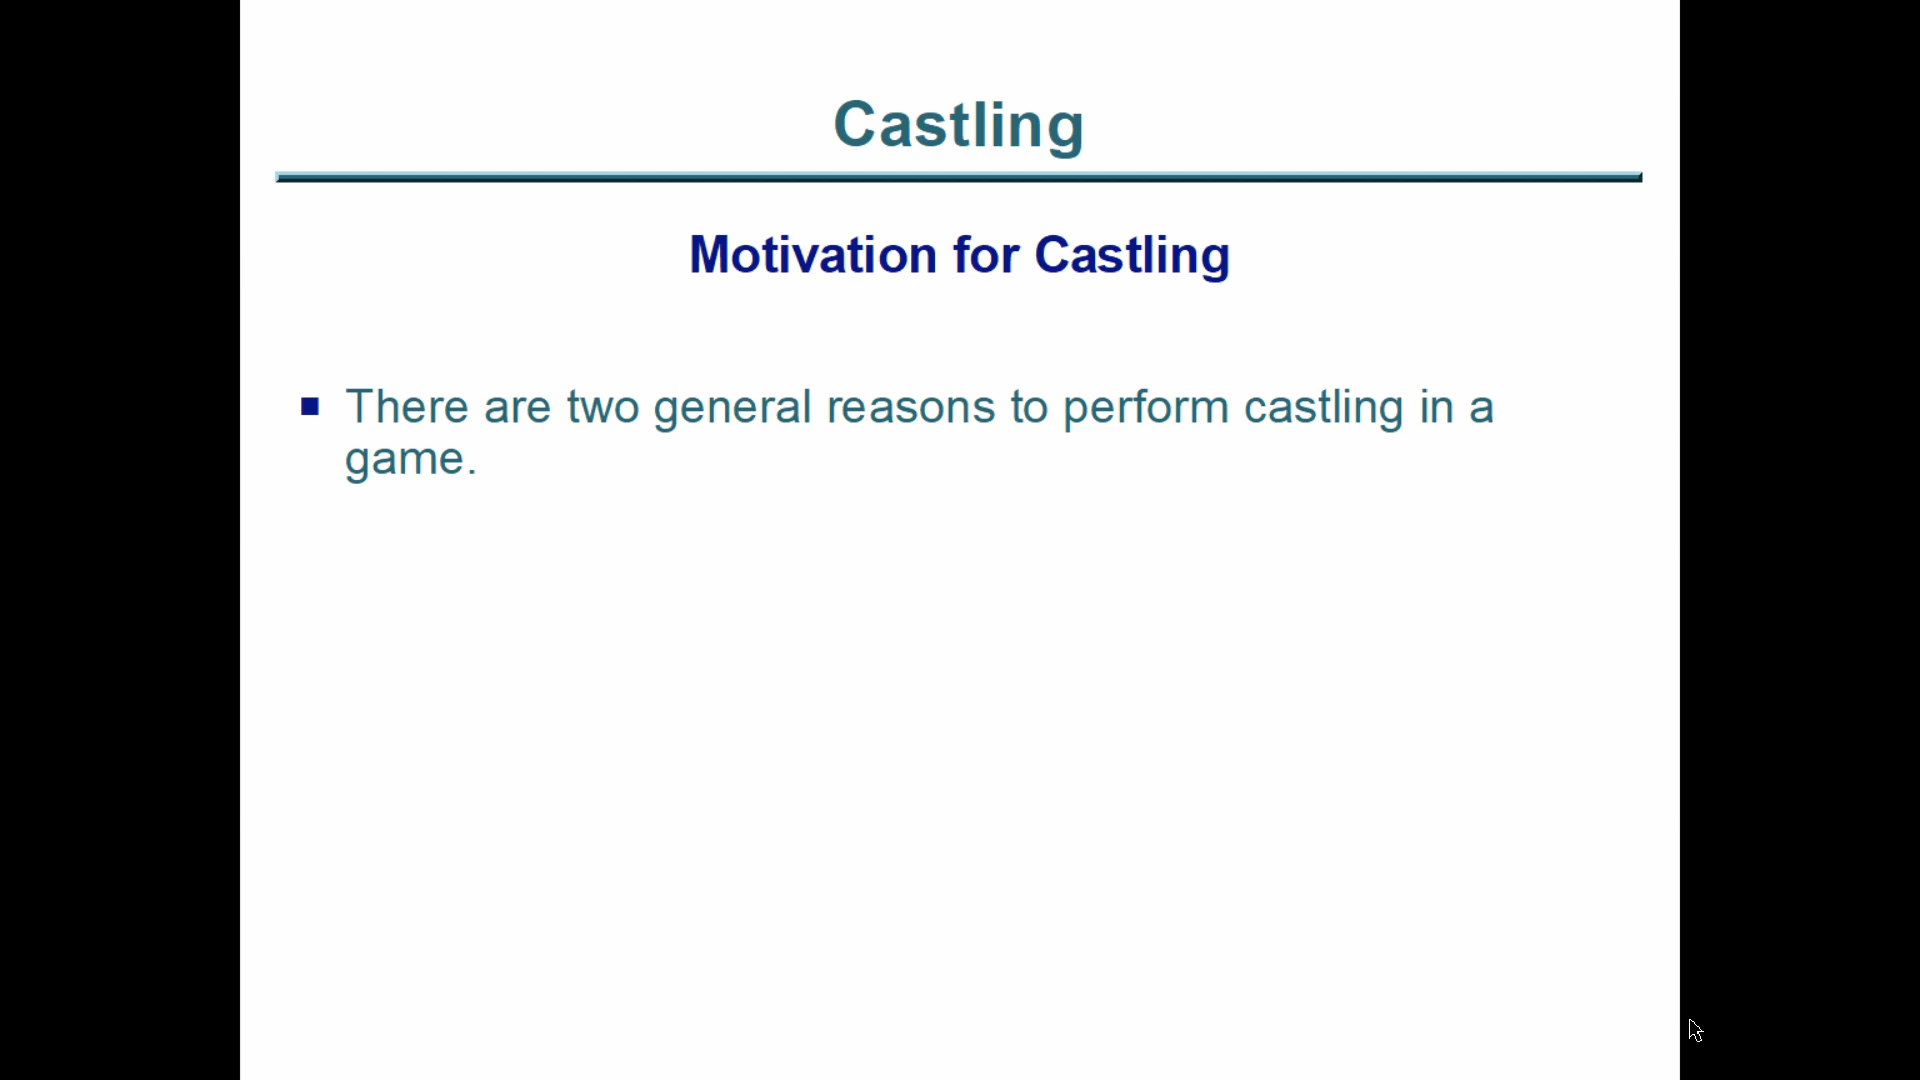 Castling
Motivation for Castling
There are two general reasons to perform castling in a
game.